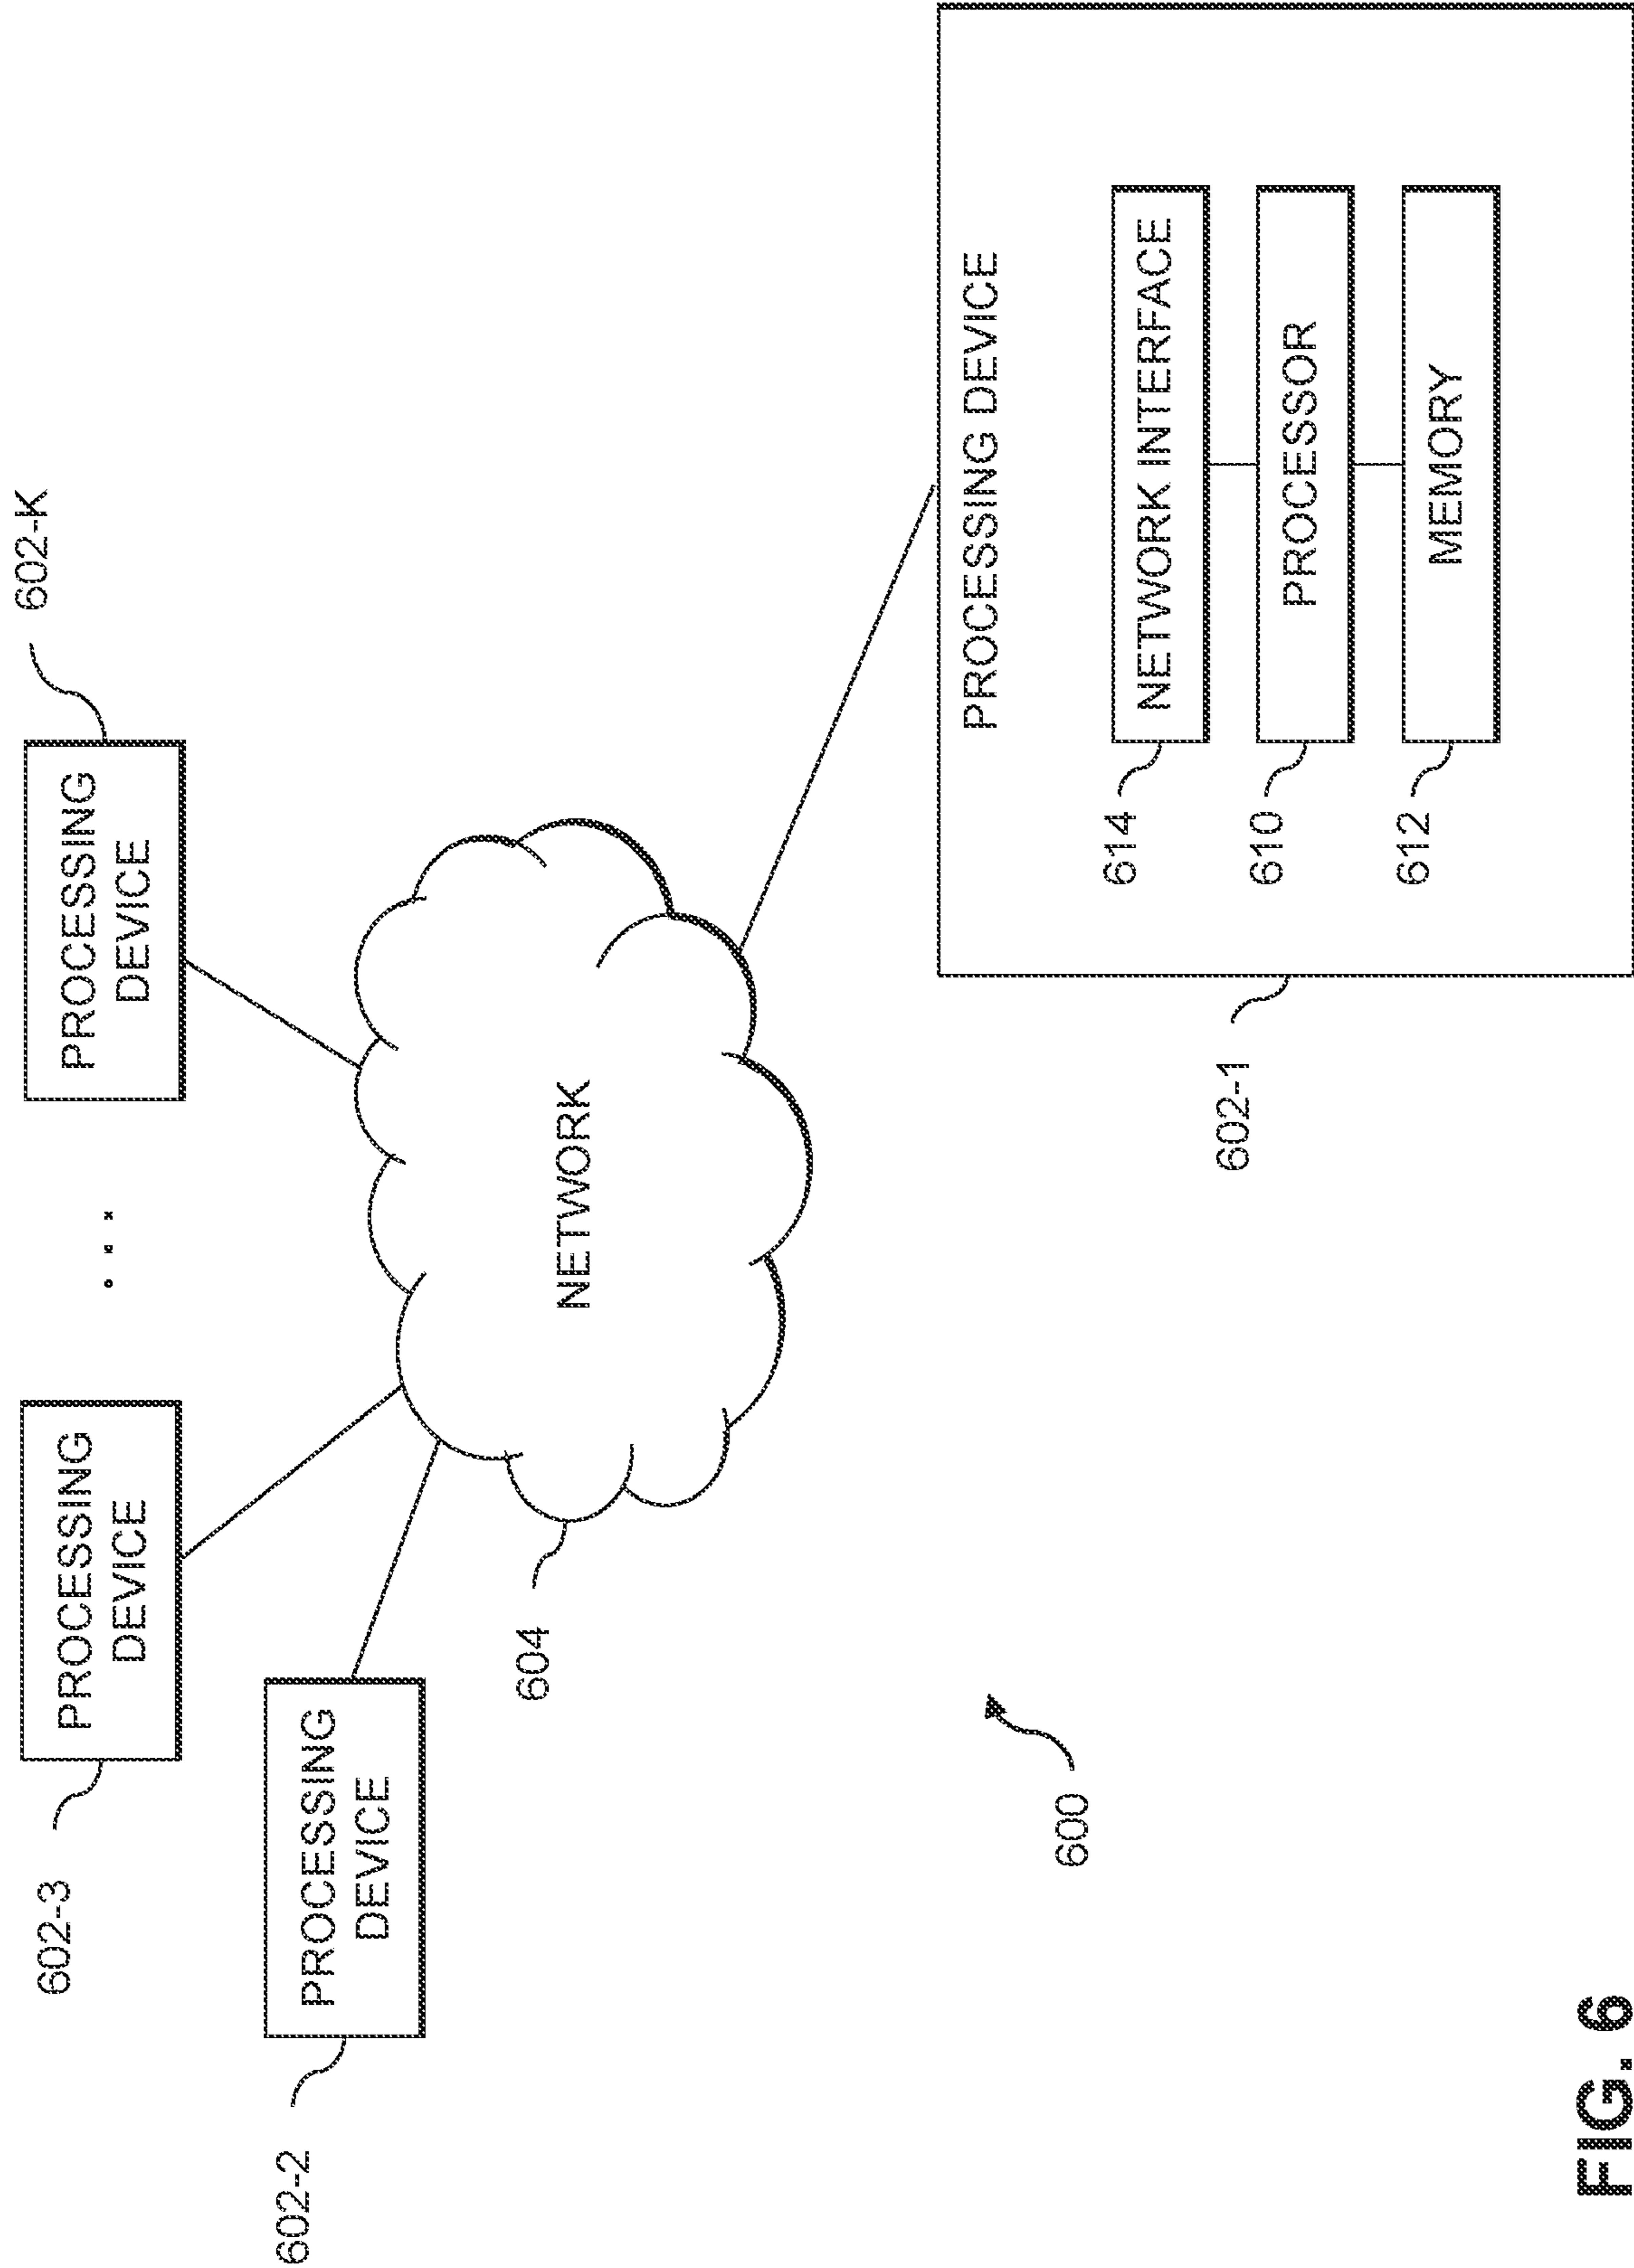 602-2
PROCESSING
DEVICE
602-3
PROCESSING
DEVICE
...
PROCESSING
DEVICE
602-K
604
NETWORK
600
602-1
PROCESSING DEVICE
614
NETWORK INTERFACE
610
PROCESSOR
612
MEMORY
FIG. 6